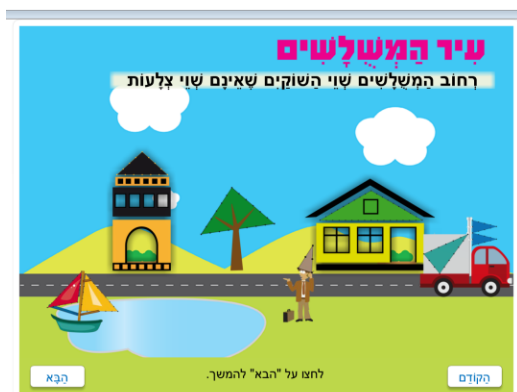 עִיר הַמְּשֻׁלָּשִׁים
רְחוֹב הַמְּשֻׁלָּשִׁים שְׁוֵי הַשּׁוֹקַיִם שֶׁאֵינָם שְׁוֵי צְלָעוֹת
לחצו על "הבא" להמשך.
הַקּוֹדֵם
הַבָּא